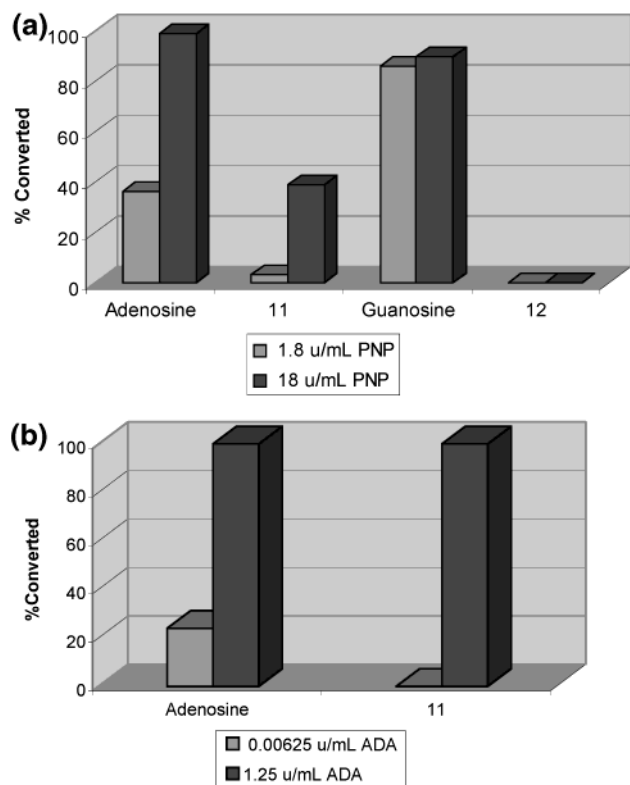 (a)
% Converted
100
80
60
40
20
0
Adenosine 11 Guanosine 12
1.8 u/mL PNP
18 u/mL PNP
(b)
%Converted
100
80
60
40
20
0
Adenosine 11
0.00625 u/mL ADA
1.25 u/mL ADA